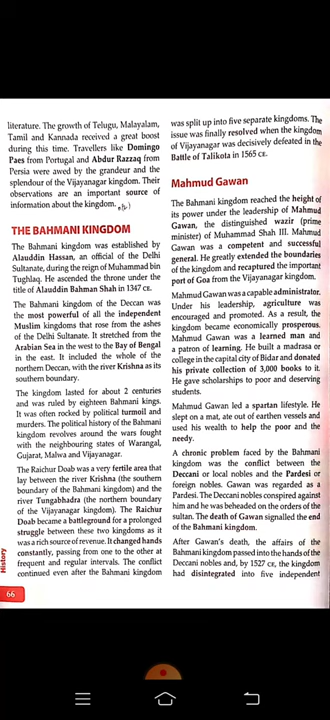 literature. The growth of Telugu, Malayalam,
Tamil and Kannada received a great boost
during this time. Travellers like Domingo
Paes from Portugal and Abdur Razzaq from
Persia were awed by the grandeur and the
splendour of the Vijayanagar kingdom. Their
observations are an important source of
information about the kingdom.
THE BAHMANI KINGDOM
The Bahmani kingdom was established by
Alauddin Hassan, an official of the Delhi
Sultanate, during the reign of Muhammad bin
Tughlaq. He ascended the throne under the
title of Alauddin Bahman Shah in 1347 CE.
The Bahmani kingdom of the Deccan was
the most powerful of all the independent
Muslim kingdoms that rose from the ashes
of the Delhi Sultanate. It stretched from the
Arabian Sea in the west to the Bay of Bengal
in the east. It included the whole of the
northern Deccan, with the river Krishna as its
southern boundary.
The kingdom lasted for about 2 centuries
and was ruled by eighteen Bahmani kings.
It was often rocked by political turmoil and
murders. The political history of the Bahmani
kingdom revolves around the wars fought
with the neighbouring states of Warangal,
Gujarat, Malwa and Vijayanagar.
The Raichur Doab was a very fertile area that
lay between the river Krishna (the southern
boundary of the Bahmani kingdom) and the
river Tungabhadra (the northern boundary
of the Vijayanagar kingdom). The Raichur
Doab became a battleground for a prolonged
struggle between these two kingdoms as it
was a rich source of revenue. It changed hands
constantly, passing from one to the other at
frequent and regular intervals. The conflict
continued even after the Bahmani kingdom
was split up into five separate kingdoms. The
issue was finally resolved when the kingdom
of Vijayanagar was decisively defeated in the
Battle of Talikota in 1565 CE.
Mahmud Gawan
The Bahmani kingdom reached the height of
its power under the leadership of Mahmud
Gawan, the distinguished wazir (prime
minister) of Muhammad Shah III. Mahmud
Gawan was a competent and successful
general. He greatly extended the boundaries
of the kingdom and recaptured the important
port of Goa from the Vijayanagar kingdom.
Mahmud Gawan was a capable administrator.
Under his leadership, agriculture was
encouraged and promoted. As a result, the
kingdom became economically prosperous.
Mahmud Gawan was a learned man and
a patron of learning. He built a madrasa or
college in the capital city of Bidar and donated
his private collection of 3,000 books to it.
He gave scholarships to poor and deserving
students.
Mahmud Gawan led a spartan lifestyle. He
slept on a mat, ate out of earthen vessels and
used his wealth to help the poor and the
needy.
A chronic problem faced by the Bahmani
kingdom was the conflict between the
Deccani or local nobles and the Pardesi or
foreign nobles. Gawan was regarded as a
Pardesi. The Deccani nobles conspired against
him and he was beheaded on the orders of the
sultan. The death of Gawan signalled the end
of the Bahmani kingdom.
After Gawan's death, the affairs of the
Bahmani kingdom passed into the hands of the
Deccani nobles and, by 1527 CE, the kingdom
had disintegrated into five independent
History
66